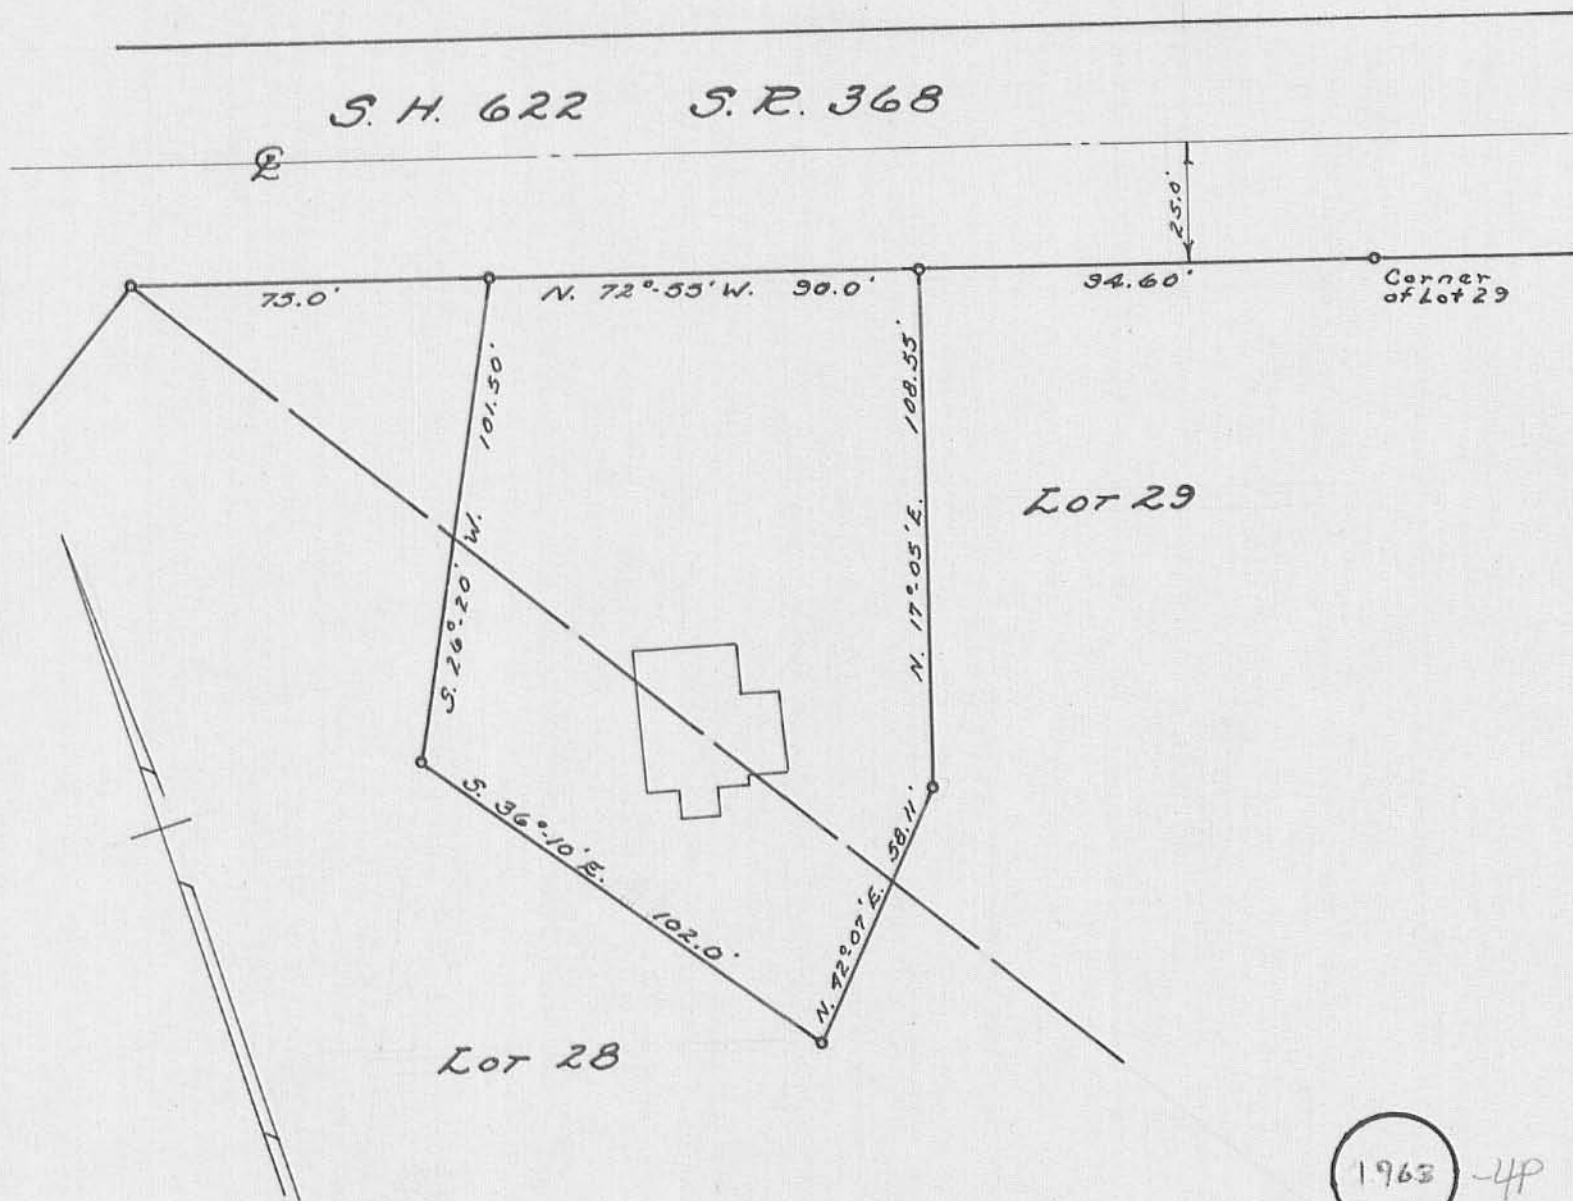 S. H. 622 S. R. 368
℄
25.0'
75.0' N. 72°-55' W. 90.0' 94.60'
Corner
of Lot 29
S. 26°-20' W. 101.50'
N. 17°-05' E. 108.55'
Lot 29
S. 36°-10' E. 102.0'
N. 42°-07' E. 58.11'
Lot 28
1963 -4P